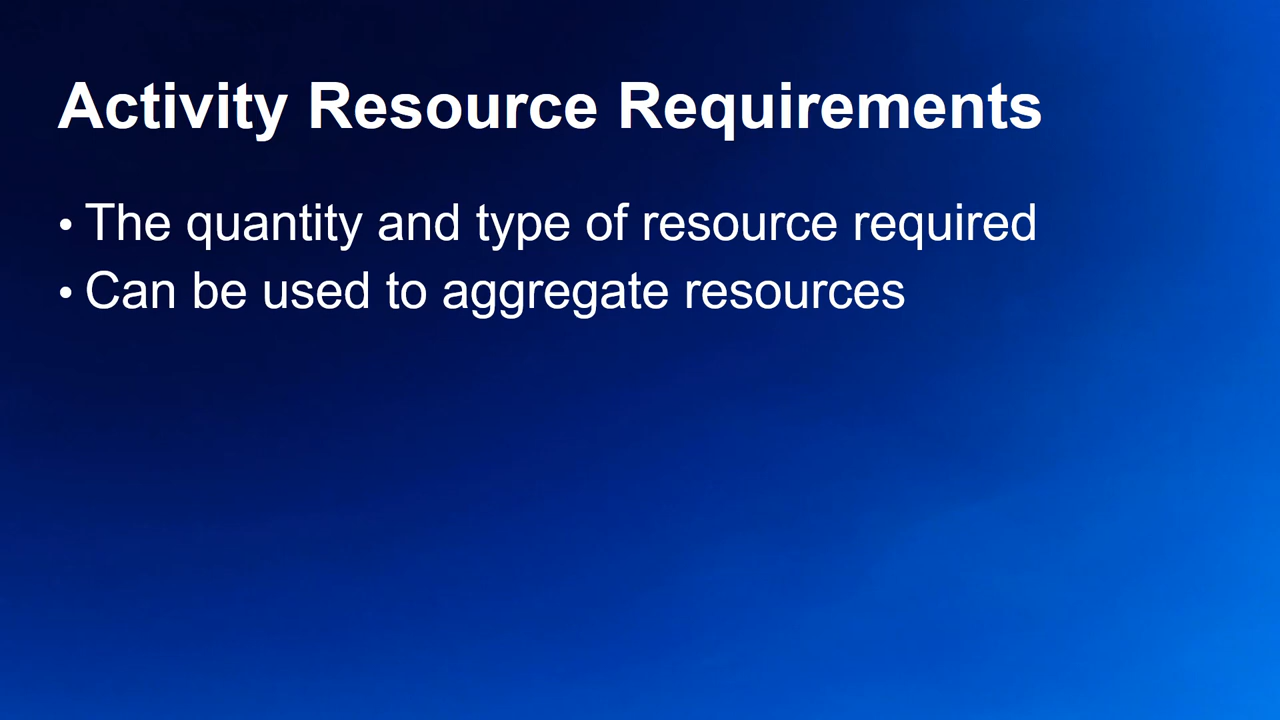 Activity Resource Requirements
• The quantity and type of resource required
• Can be used to aggregate resources